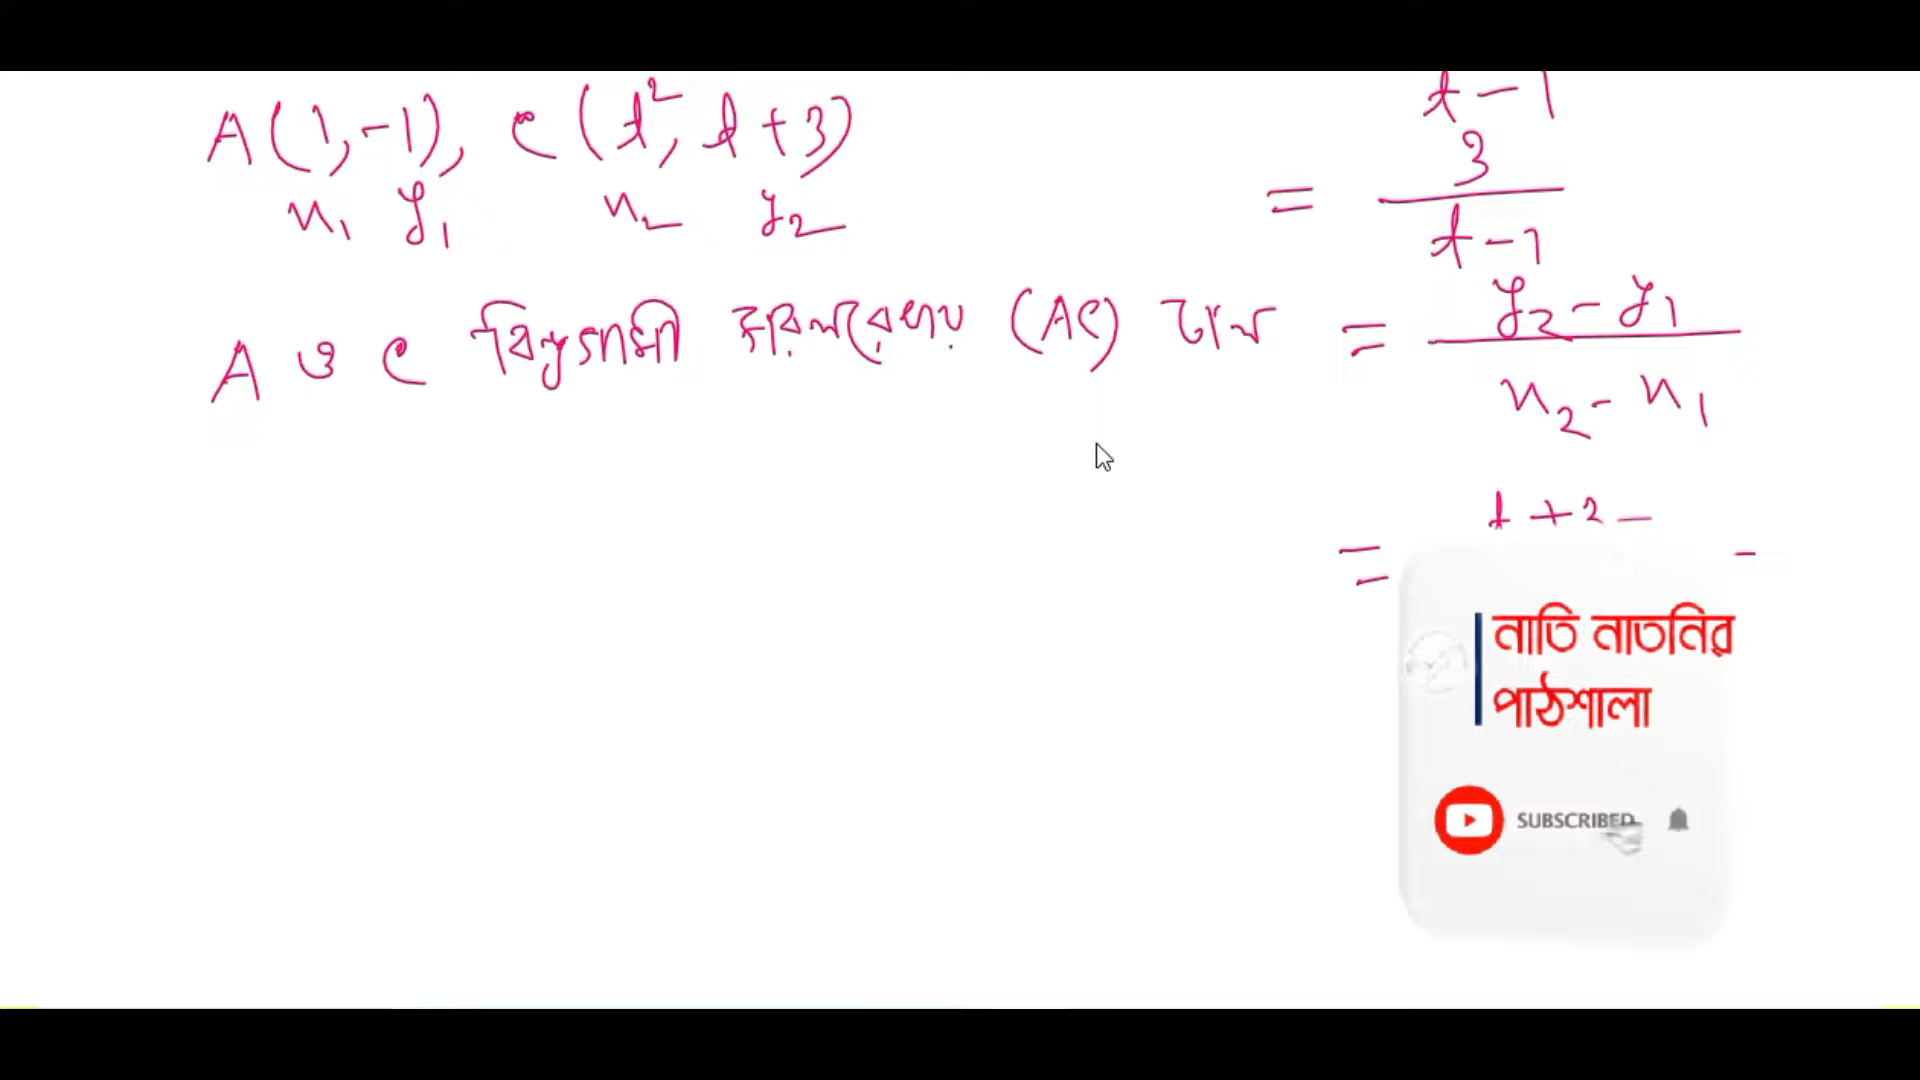 t - 1
A(1, -1), C(t², t+3)
x₁ y₁ x₂ y₂
= 3 / (t - 1)
A ও C বিন্দুগামী সরলরেখার (AC) ঢাল = (y₂ - y₁) / (x₂ - x₁)
= t + 3 -
নাতি নাতনির
পাঠশালা
SUBSCRIBED